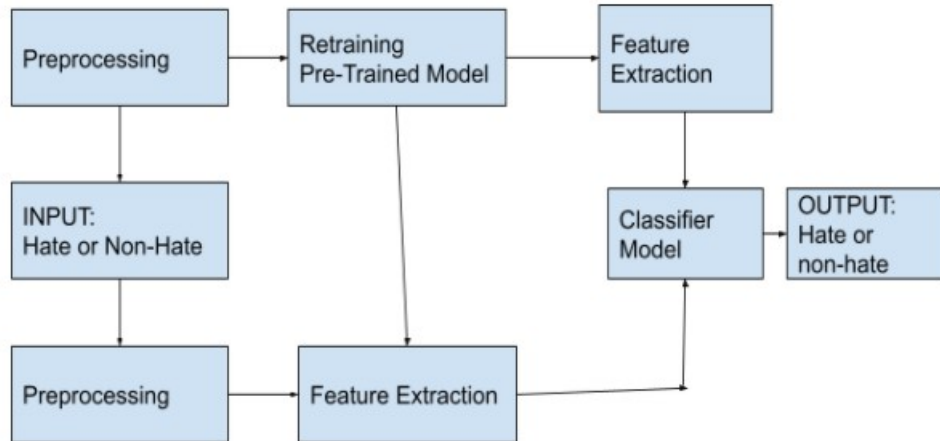 Preprocessing
Retraining
Pre-Trained Model
Feature
Extraction
INPUT:
Hate or Non-Hate
Classifier
Model
OUTPUT:
Hate or
non-hate
Preprocessing
Feature Extraction